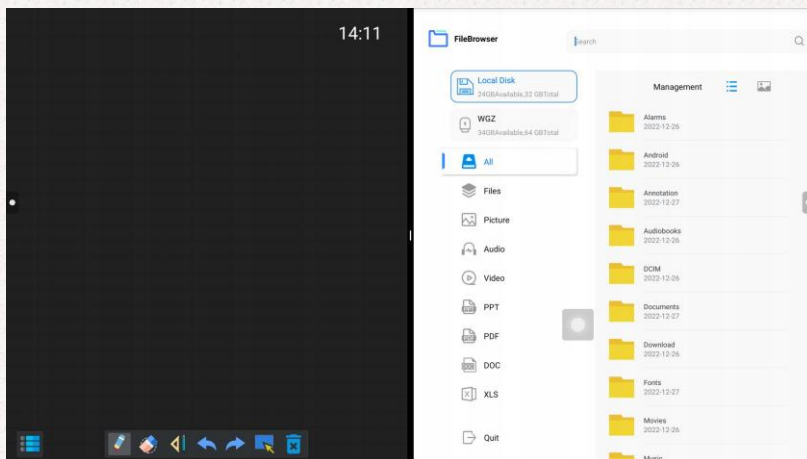 14:11
FileBrowser
Search
Local Disk
24GBAvailable,32 GBTotal
WGZ
34GBAvailable,64 GBTotal
All
Files
Picture
Audio
Video
PPT
PDF
DOC
XLS
Quit
Management
Alarms
2022-12-26
Android
2022-12-26
Annotation
2022-12-27
Audiobooks
2022-12-26
DCIM
2022-12-26
Documents
2022-12-27
Download
2022-12-26
Fonts
2022-12-27
Movies
2022-12-26
Music